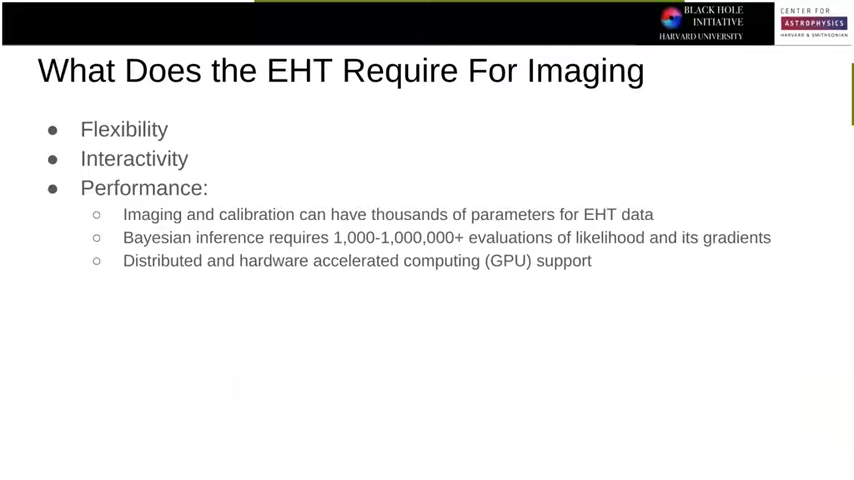 BLACK HOLE
INITIATIVE
HARVARD UNIVERSITY
CENTER FOR
ASTROPHYSICS
HARVARD & SMITHSONIAN
What Does the EHT Require For Imaging
● Flexibility
● Interactivity
● Performance:
○ Imaging and calibration can have thousands of parameters for EHT data
○ Bayesian inference requires 1,000-1,000,000+ evaluations of likelihood and its gradients
○ Distributed and hardware accelerated computing (GPU) support